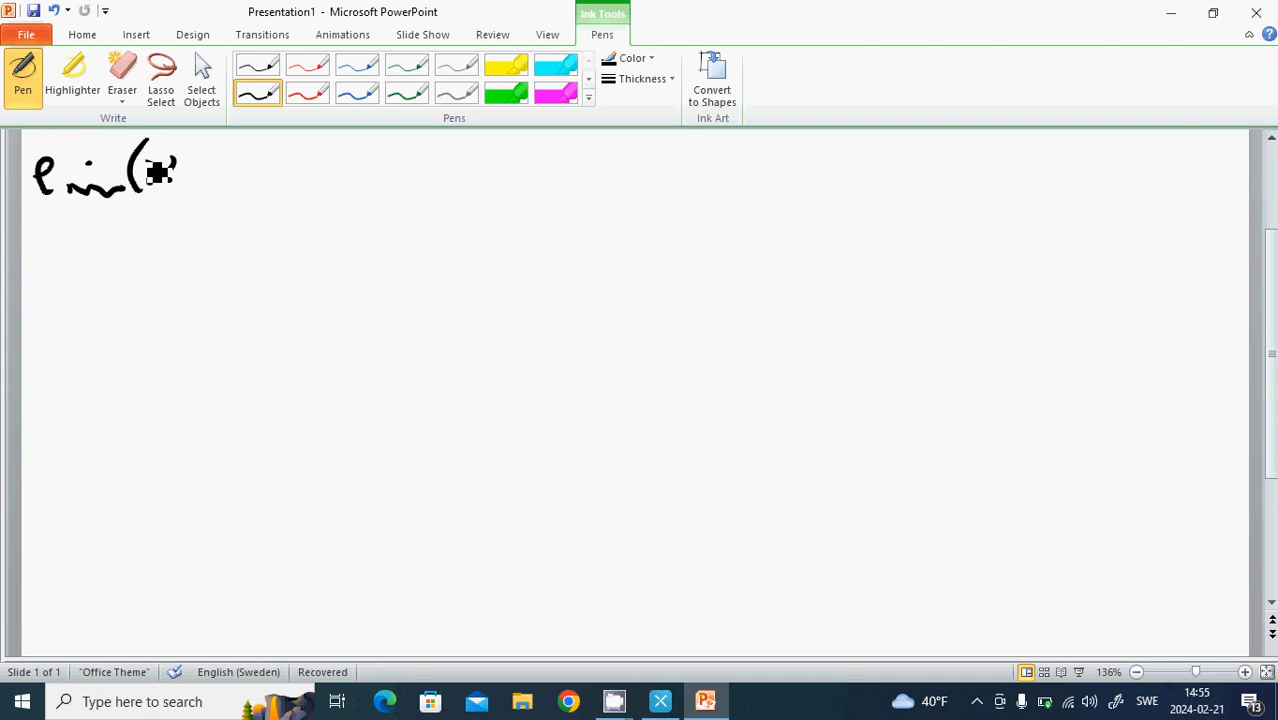 Presentation1 - Microsoft PowerPoint
Ink Tools
File Home Insert Design Transitions Animations Slide Show Review View Pens
Pen Highlighter Eraser Lasso Select Select Objects
Color
Thickness
Convert to Shapes
Write Pens Ink Art
Slide 1 of 1 "Office Theme" English (Sweden) Recovered 136%
Type here to search 40°F SWE 14:55
2024-02-21 13